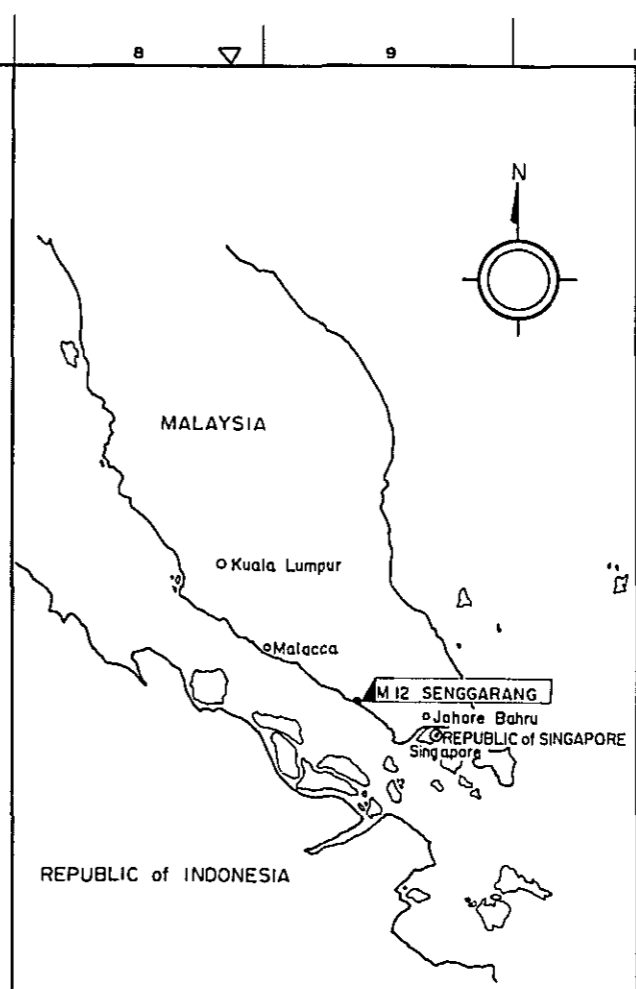 8
9
N
MALAYSIA
Kuala Lumpur
Malacca
M 12 SENGGARANG
Johore Bahru
REPUBLIC of SINGAPORE
Singapore
REPUBLIC of INDONESIA